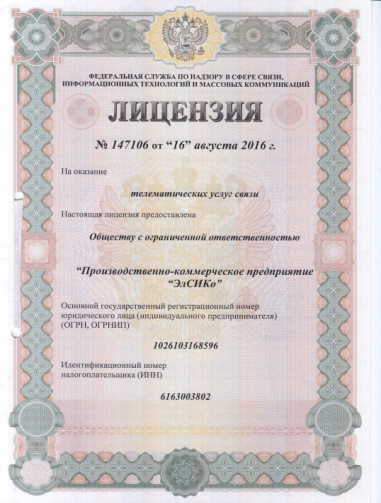 ФЕДЕРАЛЬНАЯ СЛУЖБА ПО НАДЗОРУ В СФЕРЕ СВЯЗИ,
ИНФОРМАЦИОННЫХ ТЕХНОЛОГИЙ И МАССОВЫХ КОММУНИКАЦИЙ
ЛИЦЕНЗИЯ
№ 147106 от “16” августа 2016 г.
На оказание
телематических услуг связи
Настоящая лицензия предоставлена
Обществу с ограниченной ответственностью
“Производственно-коммерческое предприятие
“ЭлСИКо”
Основной государственный регистрационный номер
юридического лица (индивидуального предпринимателя)
(ОГРН, ОГРНИП)
1026103168596
Идентификационный номер
налогоплательщика (ИНН)
6163003802